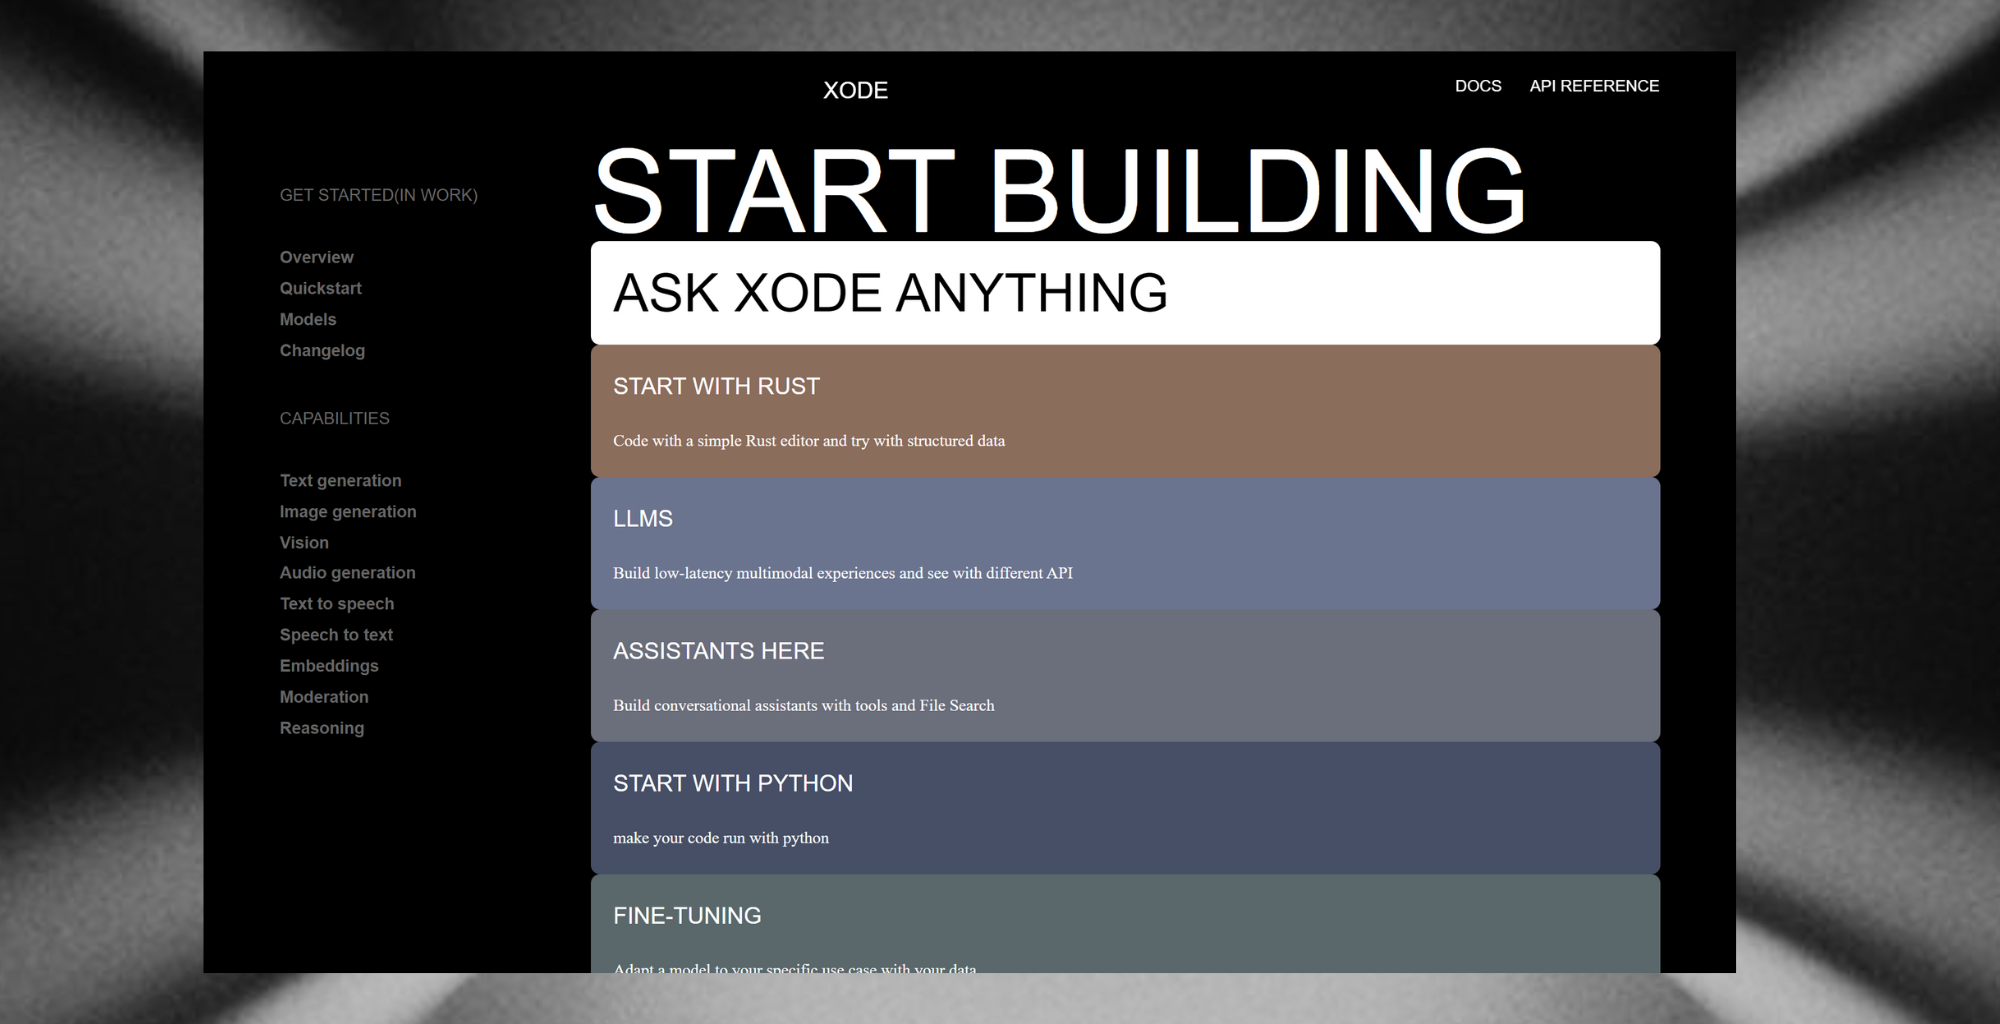 XODE
DOCS
API REFERENCE
GET STARTED(IN WORK)
Overview
Quickstart
Models
Changelog
CAPABILITIES
Text generation
Image generation
Vision
Audio generation
Text to speech
Speech to text
Embeddings
Moderation
Reasoning
START BUILDING
ASK XODE ANYTHING
START WITH RUST
Code with a simple Rust editor and try with structured data
LLMS
Build low-latency multimodal experiences and see with different API
ASSISTANTS HERE
Build conversational assistants with tools and File Search
START WITH PYTHON
make your code run with python
FINE-TUNING
Adapt a model to your specific use case with your data